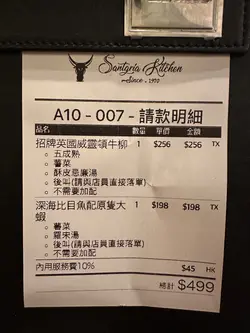 Santgria Kitchen
Since . 1970
A10 - 007 - 請款明細
品名 數量 單價 金額
招牌英國威靈頓牛柳 1 $256 $256 TX
五成熟
薯菜
酥皮忌廉湯
後叫(請與店員直接落單)
不需要加配
深海比目魚配原隻大蝦 1 $198 $198 TX
薯菜
羅宋湯
後叫(請與店員直接落單)
不需要加配
內用服務費10% $45 HK
總計 $499